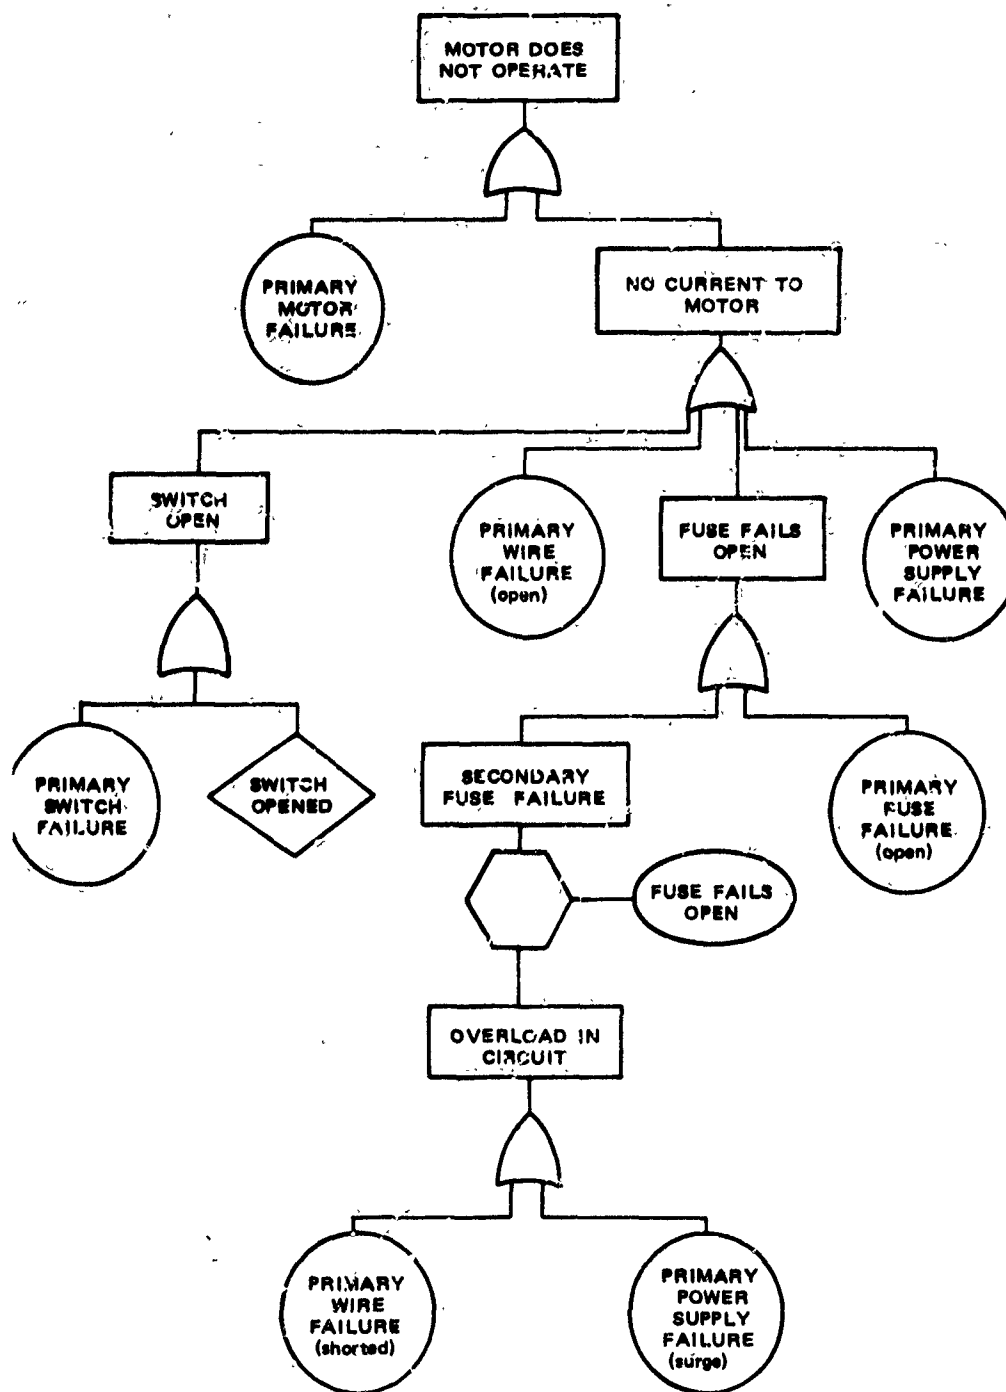 MOTOR DOES
NOT OPERATE
PRIMARY
MOTOR
FAILURE
NO CURRENT TO
MOTOR
SWITCH
OPEN
PRIMARY
WIRE
FAILURE
(open)
FUSE FAILS
OPEN
PRIMARY
POWER
SUPPLY
FAILURE
PRIMARY
SWITCH
FAILURE
SWITCH
OPENED
SECONDARY
FUSE FAILURE
PRIMARY
FUSE
FAILURE
(open)
FUSE FAILS
OPEN
OVERLOAD IN
CIRCUIT
PRIMARY
WIRE
FAILURE
(shorted)
PRIMARY
POWER
SUPPLY
FAILURE
(surge)